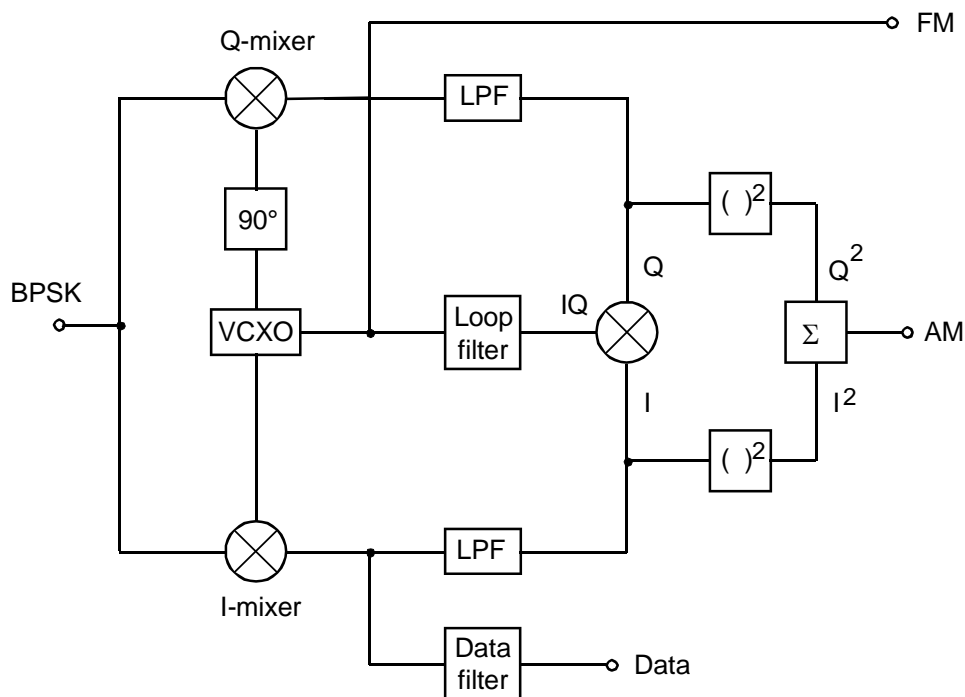 FM
Q-mixer
LPF
90°
( )²
Q
Q²
BPSK
VCXO
Loop
filter
IQ
Σ
AM
I
I²
( )²
LPF
I-mixer
Data
filter
Data